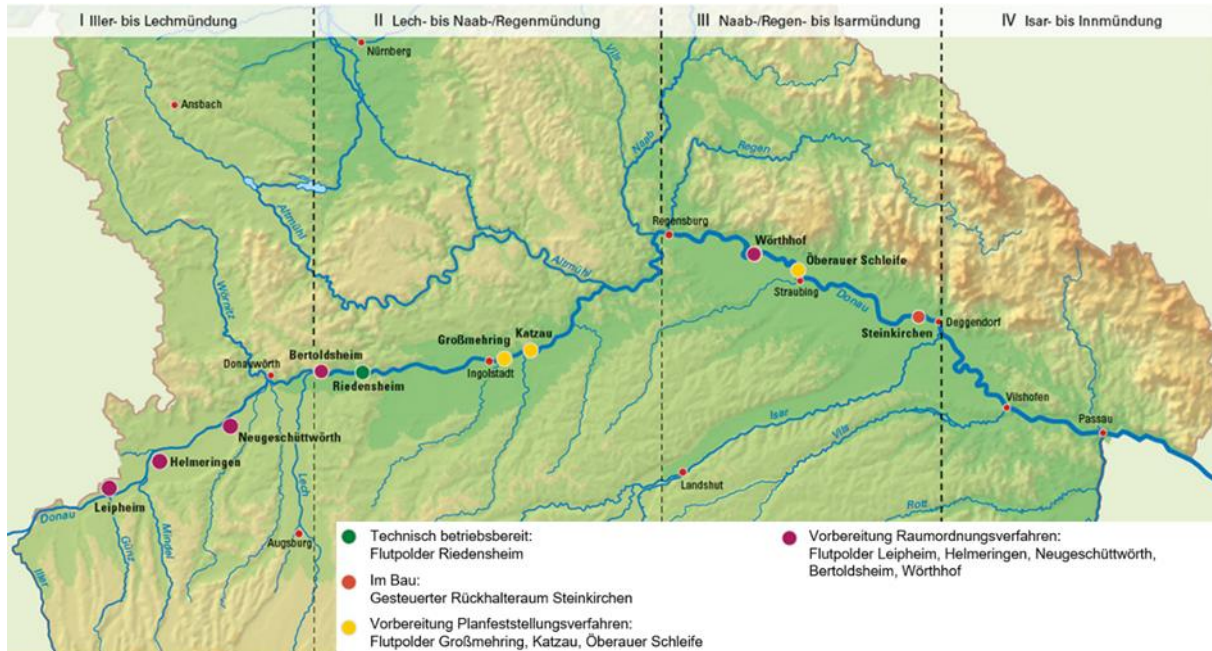 I Iller- bis Lechmündung
II Lech- bis Naab-/Regenmündung
III Naab-/Regen- bis Isarmündung
IV Isar- bis Innmündung
Nürnberg
Vils
Ansbach
Naab
Regen
Altmühl
Regensburg
Wörthhof
Altmühl
Öberauer Schleife
Wörnitz
Straubing
Donau
Katzau
Großmehring
Steinkirchen
Deggendorf
Bertoldsheim
Donauwörth
Ingolstadt
Riedensheim
Vilshofen
Isar
Passau
Neugeschüttwörth
Vils
Helmeringen
Landshut
Lech
Leipheim
Rott
Donau
Mindel
Günz
Augsburg
Iller
Technisch betriebsbereit:
Flutpolder Riedensheim
Im Bau:
Gesteuerter Rückhalteraum Steinkirchen
Vorbereitung Planfeststellungsverfahren:
Flutpolder Großmehring, Katzau, Öberauer Schleife
Vorbereitung Raumordnungsverfahren:
Flutpolder Leipheim, Helmeringen, Neugeschüttwörth,
Bertoldsheim, Wörthhof